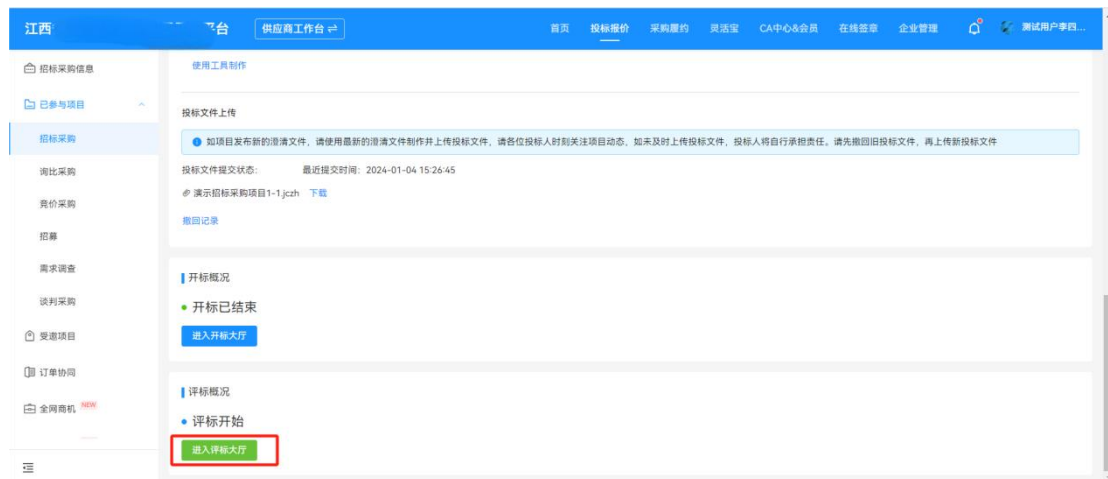 江西 平台 供应商工作台 ⇌ 首页 投标报价 采购履约 灵活宝 CA中心&会员 在线签章 企业管理 测试用户李四...
招标采购信息
已参与项目
招标采购
询比采购
竞价采购
招募
需求调查
谈判采购
受邀项目
订单协同
全网商机 NEW
使用工具制作
投标文件上传
如项目发布新的澄清文件，请使用最新的澄清文件制作并上传投标文件，请各位投标人时刻关注项目动态，如未及时上传投标文件，投标人将自行承担责任。请先撤回旧投标文件，再上传新投标文件
投标文件提交状态: 最近提交时间: 2024-01-04 15:26:45
演示招标采购项目1-1.jczh 下载
撤回记录
开标概况
开标已结束
进入开标大厅
评标概况
评标开始
进入评标大厅